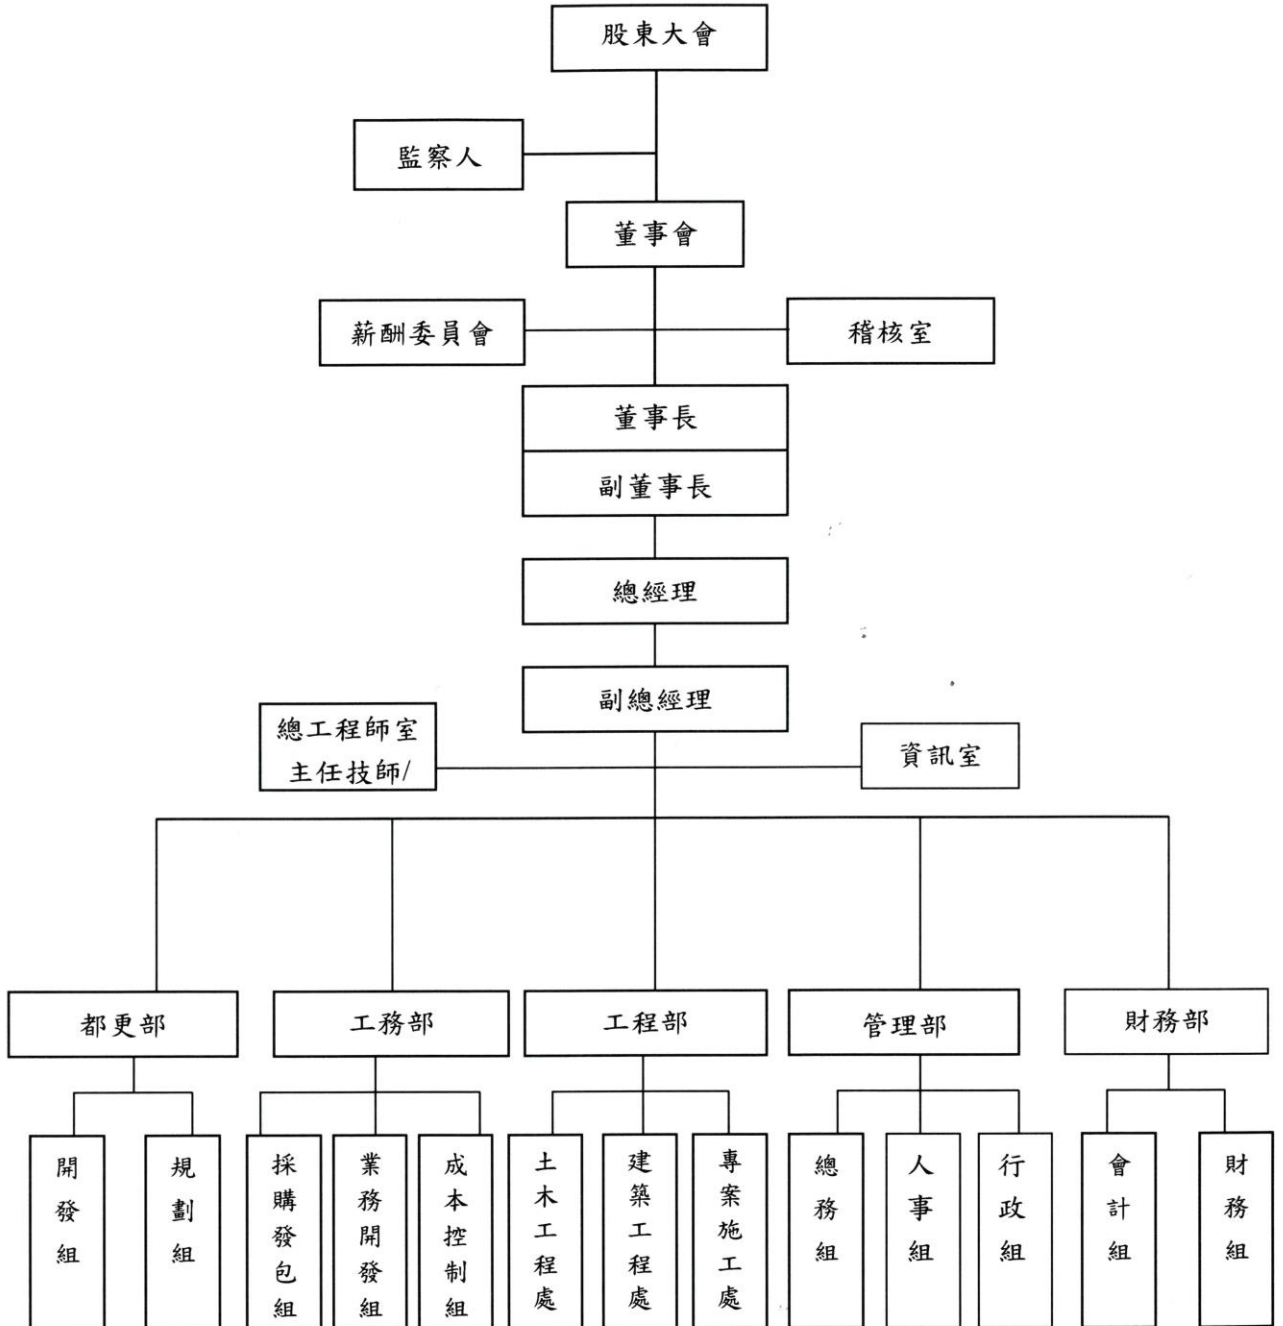 股東大會
監察人
董事會
薪酬委員會
稽核室
董事長
副董事長
總經理
副總經理
總工程師室
主任技師/
資訊室
都更部
工務部
工程部
管理部
財務部
開發組
規劃組
採購發包組
業務開發組
成本控制組
土木工程處
建築工程處
專案施工處
總務組
人事組
行政組
會計組
財務組